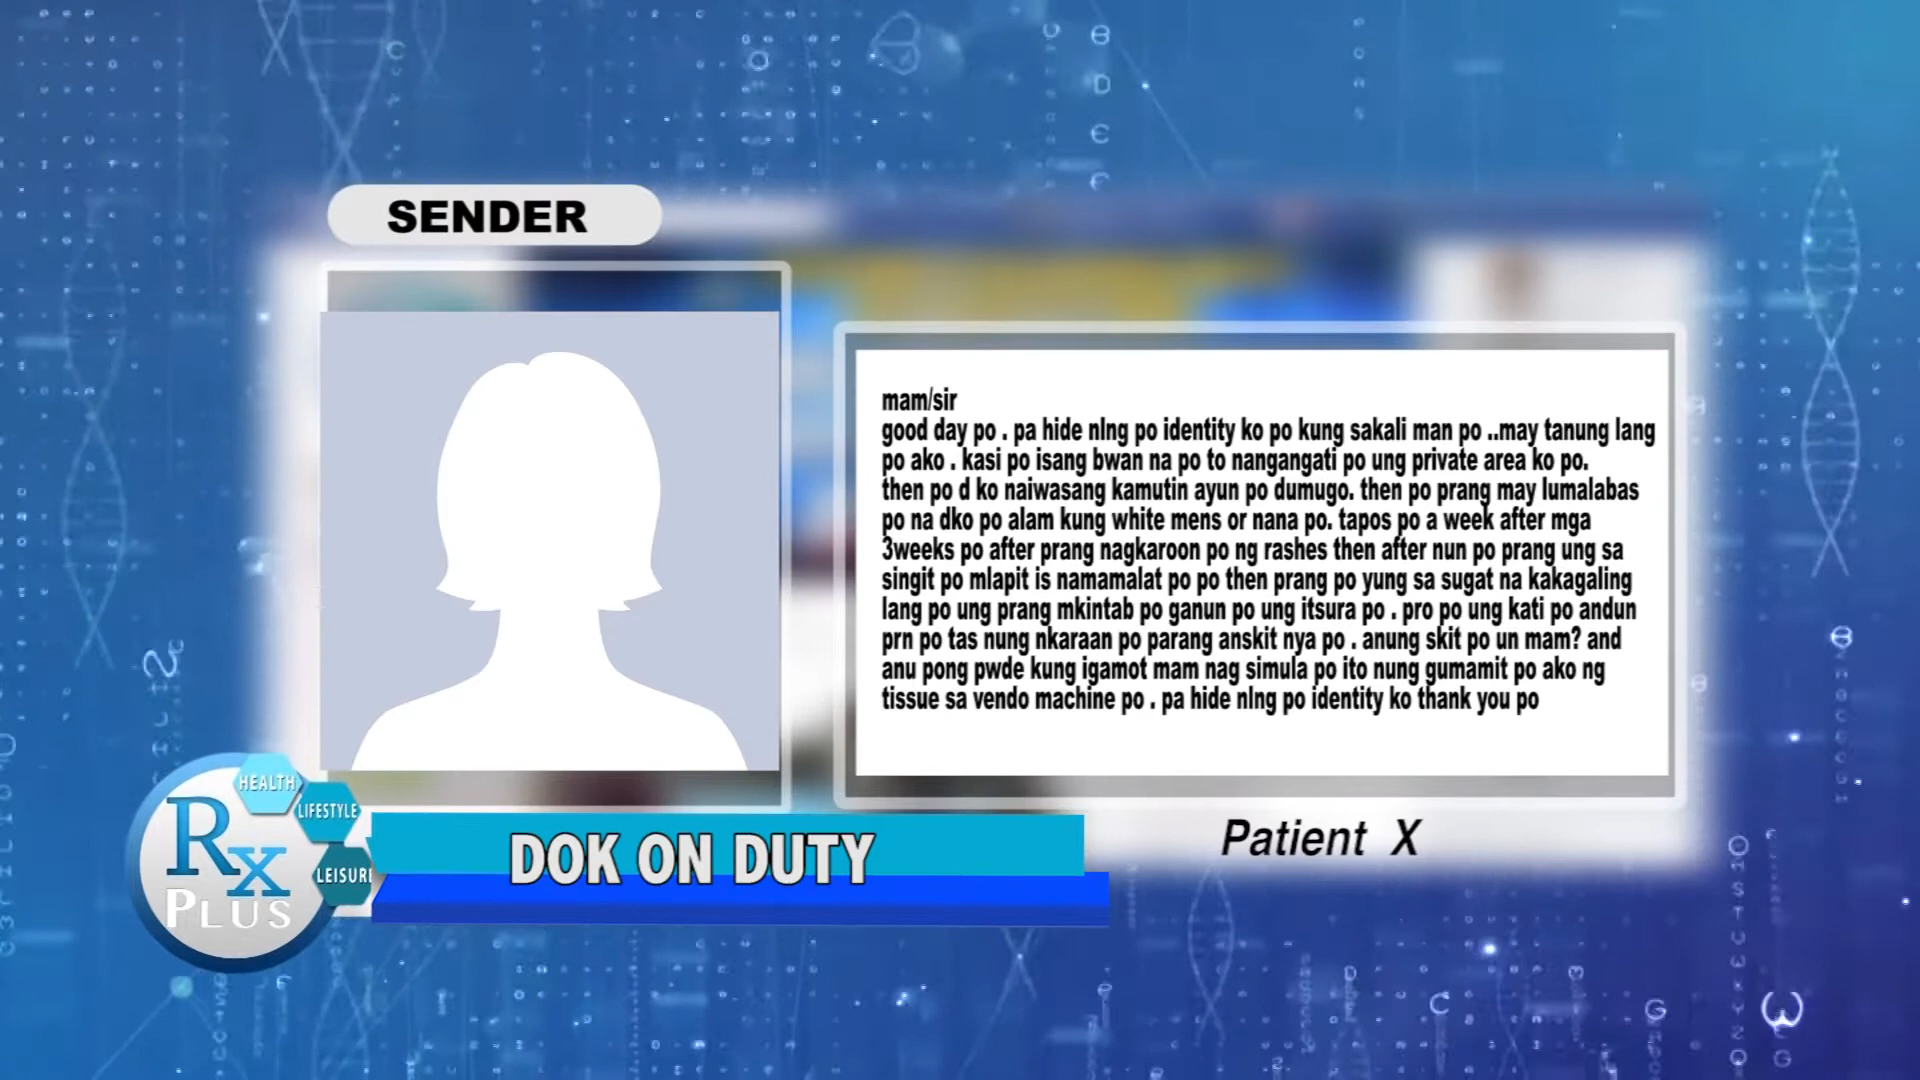 SENDER
mam/sir
good day po . pa hide nlng po identity ko po kung sakali man po ..may tanung lang
po ako . kasi po isang bwan na po to nangangati po ung private area ko po.
then po d ko naiwasang kamutin ayun po dumugo. then po prang may lumalabas
po na dko po alam kung white mens or nana po. tapos po a week after mga
3weeks po after prang nagkaroon po ng rashes then after nun po prang ung sa
singit po mlapit is namamalat po po then prang po yung sa sugat na kakagaling
lang po ung prang mkintab po ganun po ung itsura po . pro po ung kati po andun
prn po tas nung nkaraan po parang anskit nya po . anung skit po un mam? and
anu pong pwde kung igamot mam nag simula po ito nung gumamit po ako ng
tissue sa vendo machine po . pa hide nlng po identity ko thank you po
Patient X
HEALTH
LIFESTYLE
LEISURE
Rx
PLUS
DOK ON DUTY